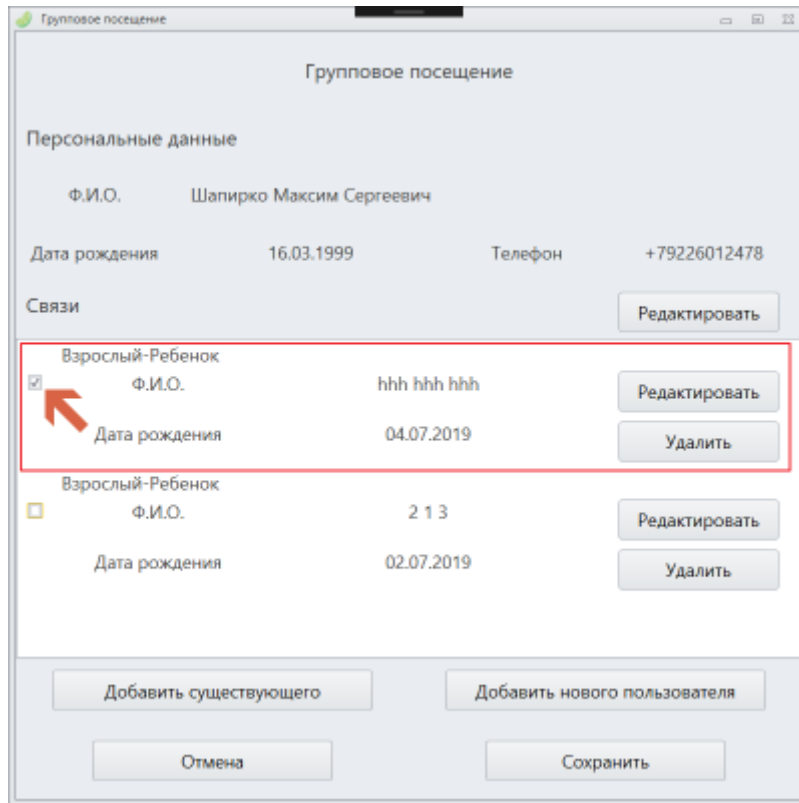 Групповое посещение
Групповое посещение
Персональные данные
Ф.И.О. Шапирко Максим Сергеевич
Дата рождения 16.03.1999 Телефон +79226012478
Связи Редактировать
Взрослый-Ребенок
Ф.И.О. hhh hhh hhh Редактировать
Дата рождения 04.07.2019 Удалить
Взрослый-Ребенок
Ф.И.О. 2 1 3 Редактировать
Дата рождения 02.07.2019 Удалить
Добавить существующего Добавить нового пользователя
Отмена Сохранить